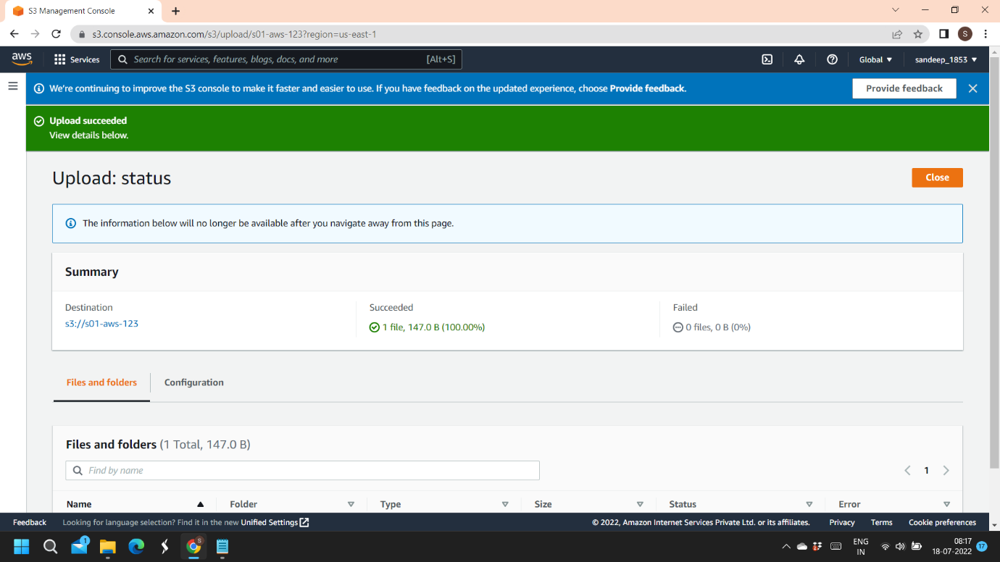 S3 Management Console
s3.console.aws.amazon.com/s3/upload/s01-aws-123?region=us-east-1
S
aws
Services
Search for services, features, blogs, docs, and more
[Alt+S]
Global
sandeep_1853
We're continuing to improve the S3 console to make it faster and easier to use. If you have feedback on the updated experience, choose Provide feedback.
Provide feedback
Upload succeeded
View details below.
Upload: status
Close
The information below will no longer be available after you navigate away from this page.
Summary
Destination
Succeeded
Failed
s3://s01-aws-123
1 file, 147.0 B (100.00%)
0 files, 0 B (0%)
Files and folders
Configuration
Files and folders (1 Total, 147.0 B)
Find by name
1
Name
Folder
Type
Size
Status
Error
Feedback
Looking for language selection? Find it in the new Unified Settings
© 2022, Amazon Internet Services Private Ltd. or its affiliates.
Privacy
Terms
Cookie preferences
1
S
ENG
IN
08:17
18-07-2022
17